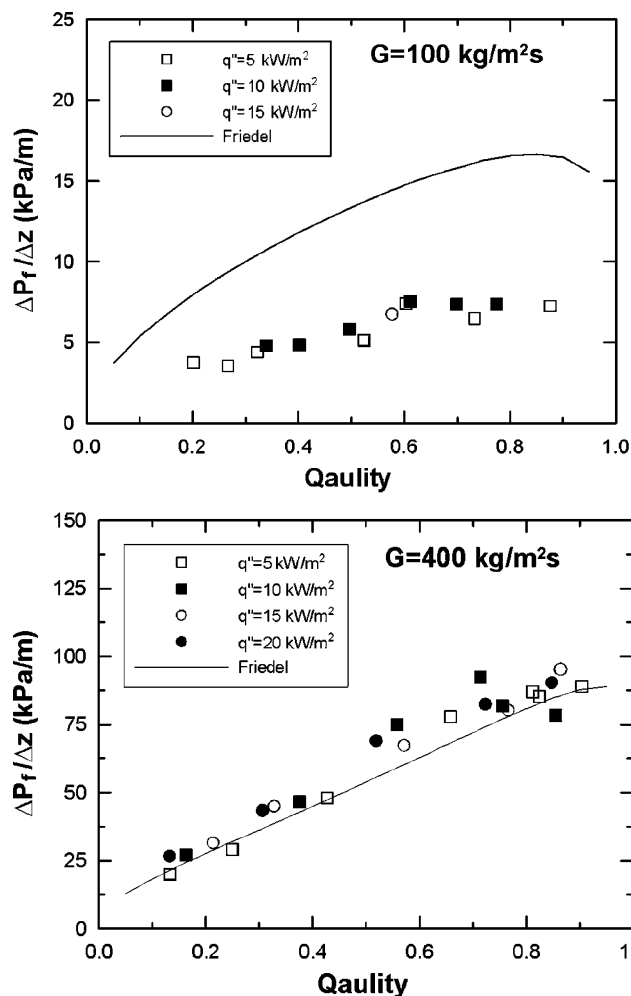 25
20
15
10
5
0
ΔP_f/Δz (kPa/m)
q"=5 kW/m²
q"=10 kW/m²
q"=15 kW/m²
Friedel
G=100 kg/m²s
0.0 0.2 0.4 0.6 0.8 1.0
Qaulity
150
125
100
75
50
25
0
ΔP_f/Δz (kPa/m)
q"=5 kW/m²
q"=10 kW/m²
q"=15 kW/m²
q"=20 kW/m²
Friedel
G=400 kg/m²s
0.0 0.2 0.4 0.6 0.8 1
Qaulity